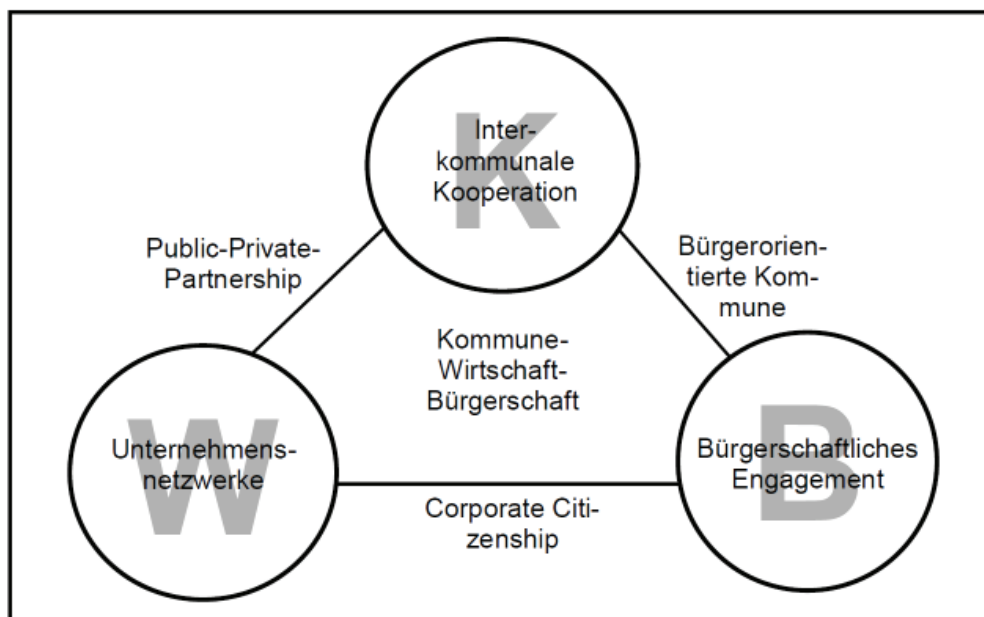 K
Inter-
kommunale
Kooperation
Public-Private-
Partnership
Bürgerorien-
tierte Kom-
mune
Kommune-
Wirtschaft-
Bürgerschaft
W
Unternehmens-
netzwerke
B
Bürgerschaftliches
Engagement
Corporate Citi-
zenship